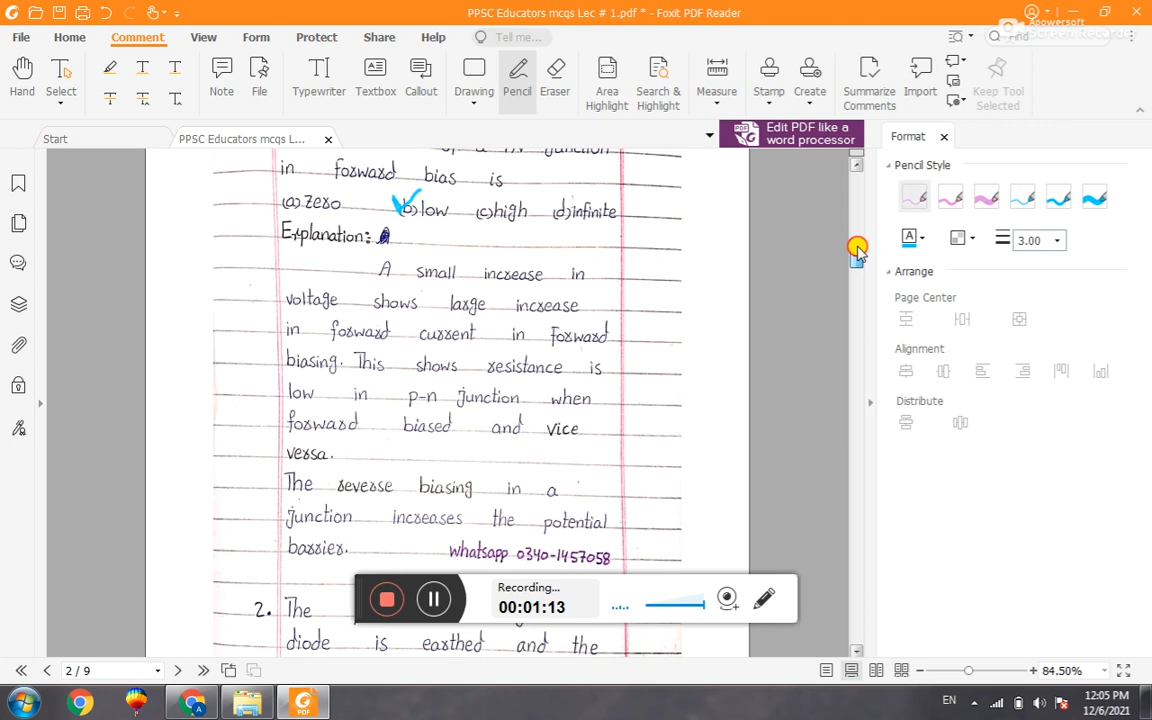 PPSC Educators mcqs Lec # 1.pdf * - Foxit PDF Reader
Apowersoft
Screen Recorder
File Home Comment View Form Protect Share Help Tell me... Find
Hand Select Note File Typewriter Textbox Callout Drawing Pencil Eraser Area Highlight Search & Highlight Measure Stamp Create Summarize Comments Import Keep Tool Selected
Start PPSC Educators mcqs L... Edit PDF like a word processor Format
Pencil Style
3.00
Arrange
Page Center
Alignment
Distribute
in forward bias is
(a)zero b)low (c)high (d)infinite
Explanation:
A small increase in
voltage shows large increase
in forward current in Forward
biasing. This shows resistance is
low in p-n junction when
forward biased and vice
versa.
The reverse biasing in a
junction increases the potential
barrier. whatsapp 0340-1457058
2. The
diode is earthed and the
Recording...
00:01:13
2 / 9 84.50%
EN 12:05 PM
12/6/2021